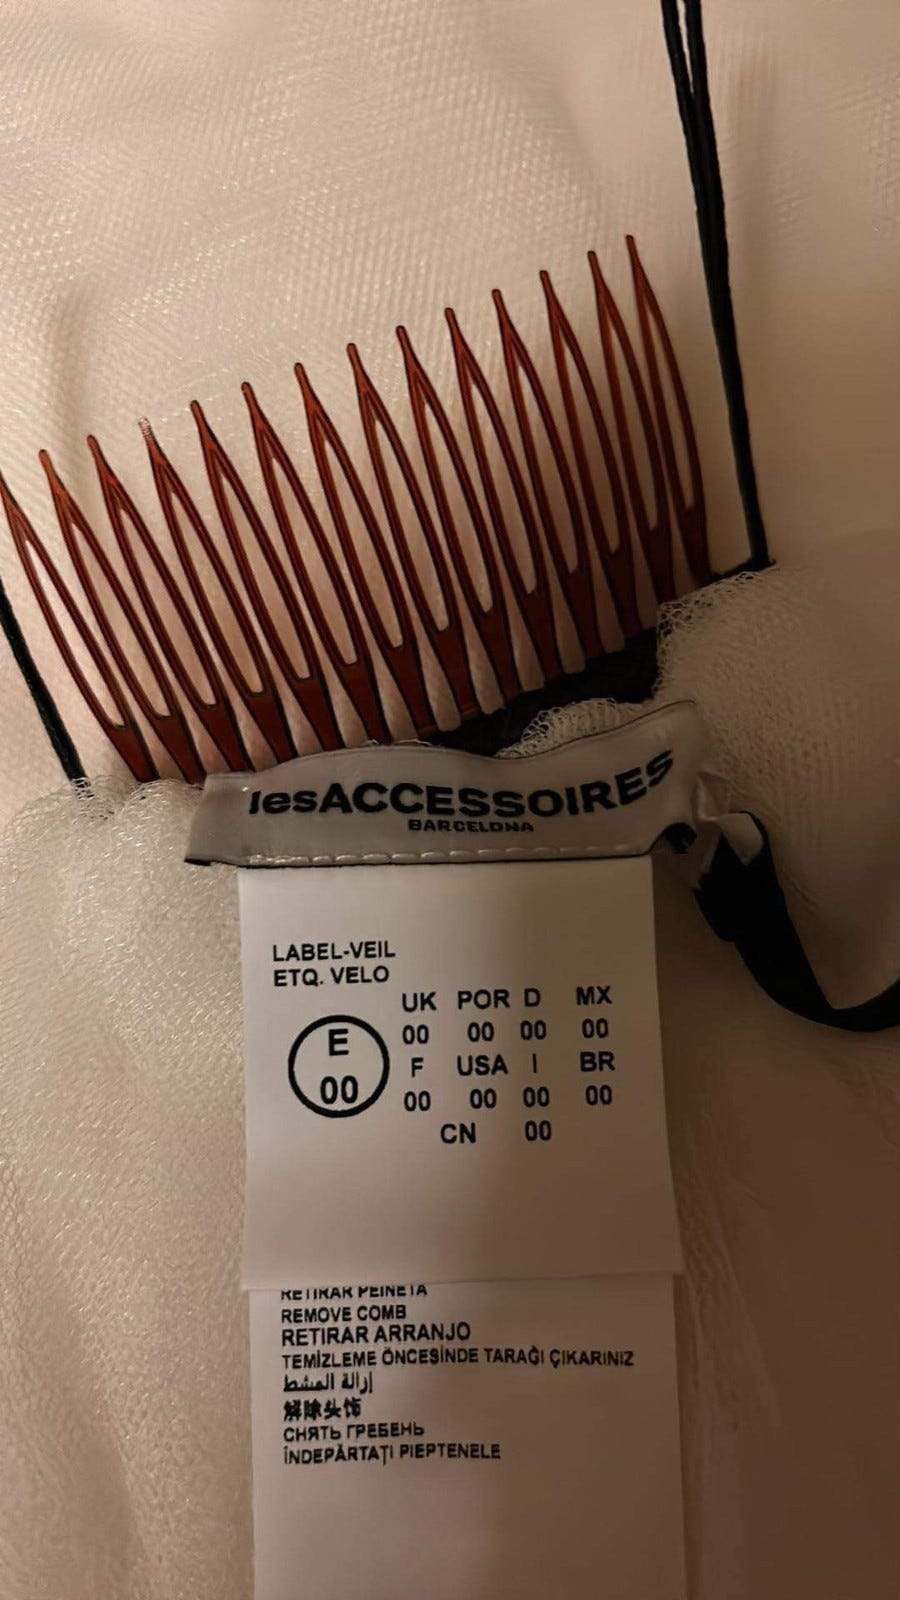 lesACCESSOIRES
BARCELONA
LABEL-VEIL
ETQ. VELO
E
00
UK POR D MX
00 00 00 00
F USA I BR
00 00 00 00
CN 00
RETIRAR PEINETA
REMOVE COMB
RETIRAR ARRANJO
TEMİZLEME ÖNCESİNDE TARAĞI ÇIKARINIZ
إزالة المشط
解除头饰
СНЯТЬ ГРЕБЕНЬ
ÎNDEPĂRTAȚI PIEPTENELE